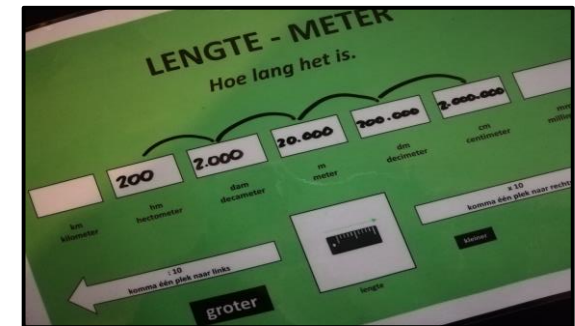 LENGTE - METER
Hoe lang het is.
200 2.000 20.000 200.000 2.000.000
km hm dam m dm cm mm
kilometer hectometer decameter meter decimeter centimeter
: 10
komma één plek naar links
x 10
komma één plek naar rechts
groter
lengte
kleiner